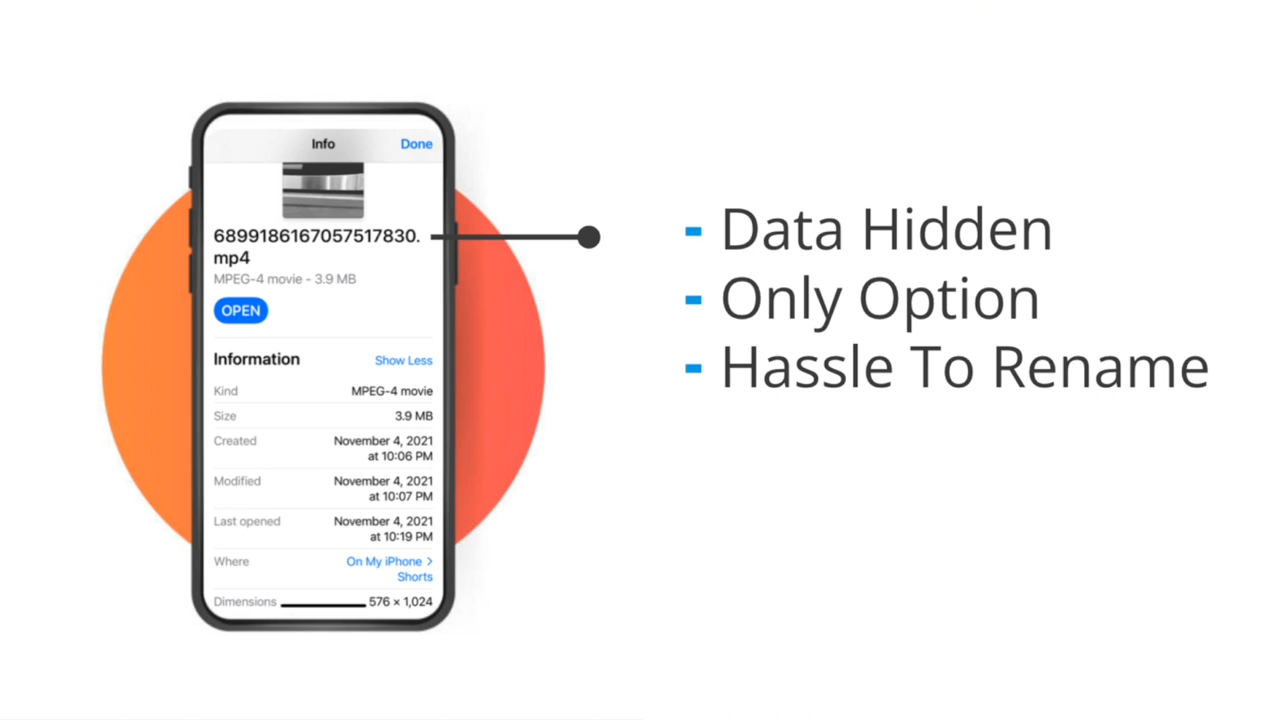 Info Done
6899186167057517830.
mp4
MPEG-4 movie - 3.9 MB
OPEN
Information Show Less
Kind MPEG-4 movie
Size 3.9 MB
Created November 4, 2021
at 10:06 PM
Modified November 4, 2021
at 10:07 PM
Last opened November 4, 2021
at 10:19 PM
Where On My iPhone >
Shorts
Dimensions 576 × 1,024
- Data Hidden
- Only Option
- Hassle To Rename